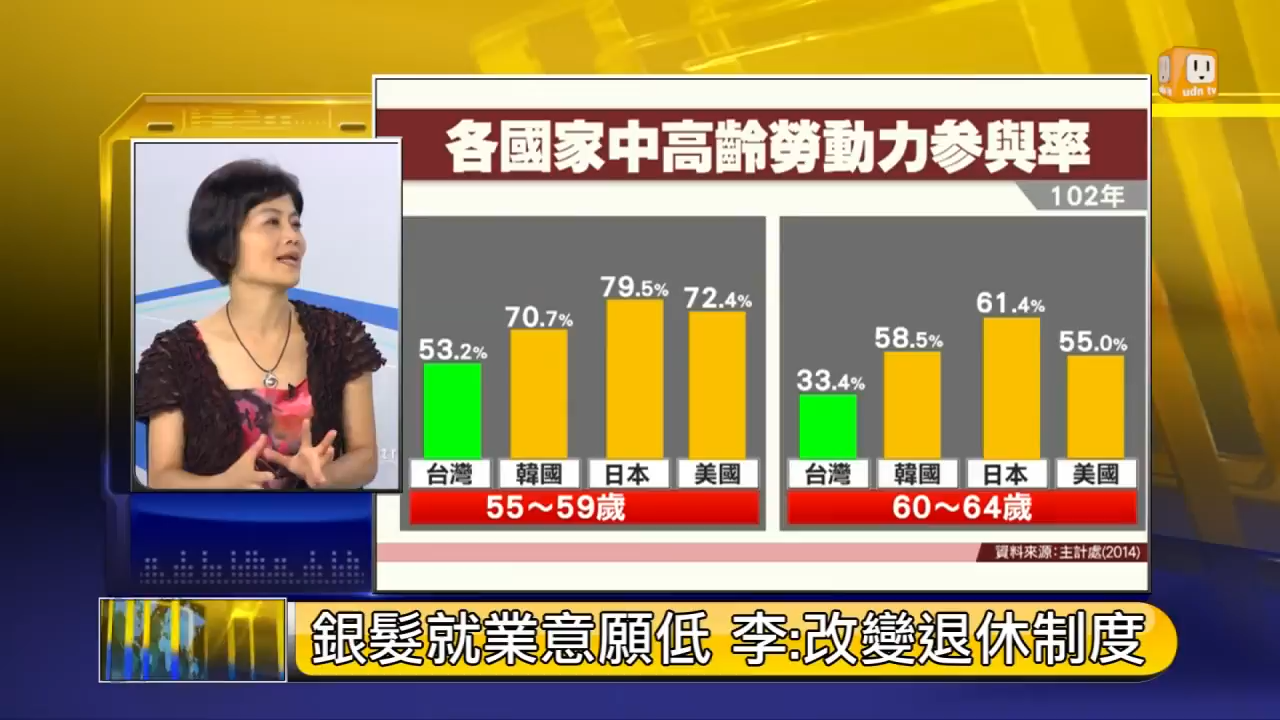 udn tv
各國家中高齡勞動力參與率
102年
53.2%
70.7%
79.5%
72.4%
台灣
韓國
日本
美國
55～59歲
33.4%
58.5%
61.4%
55.0%
台灣
韓國
日本
美國
60～64歲
資料來源:主計處(2014)
銀髮就業意願低 李:改變退休制度